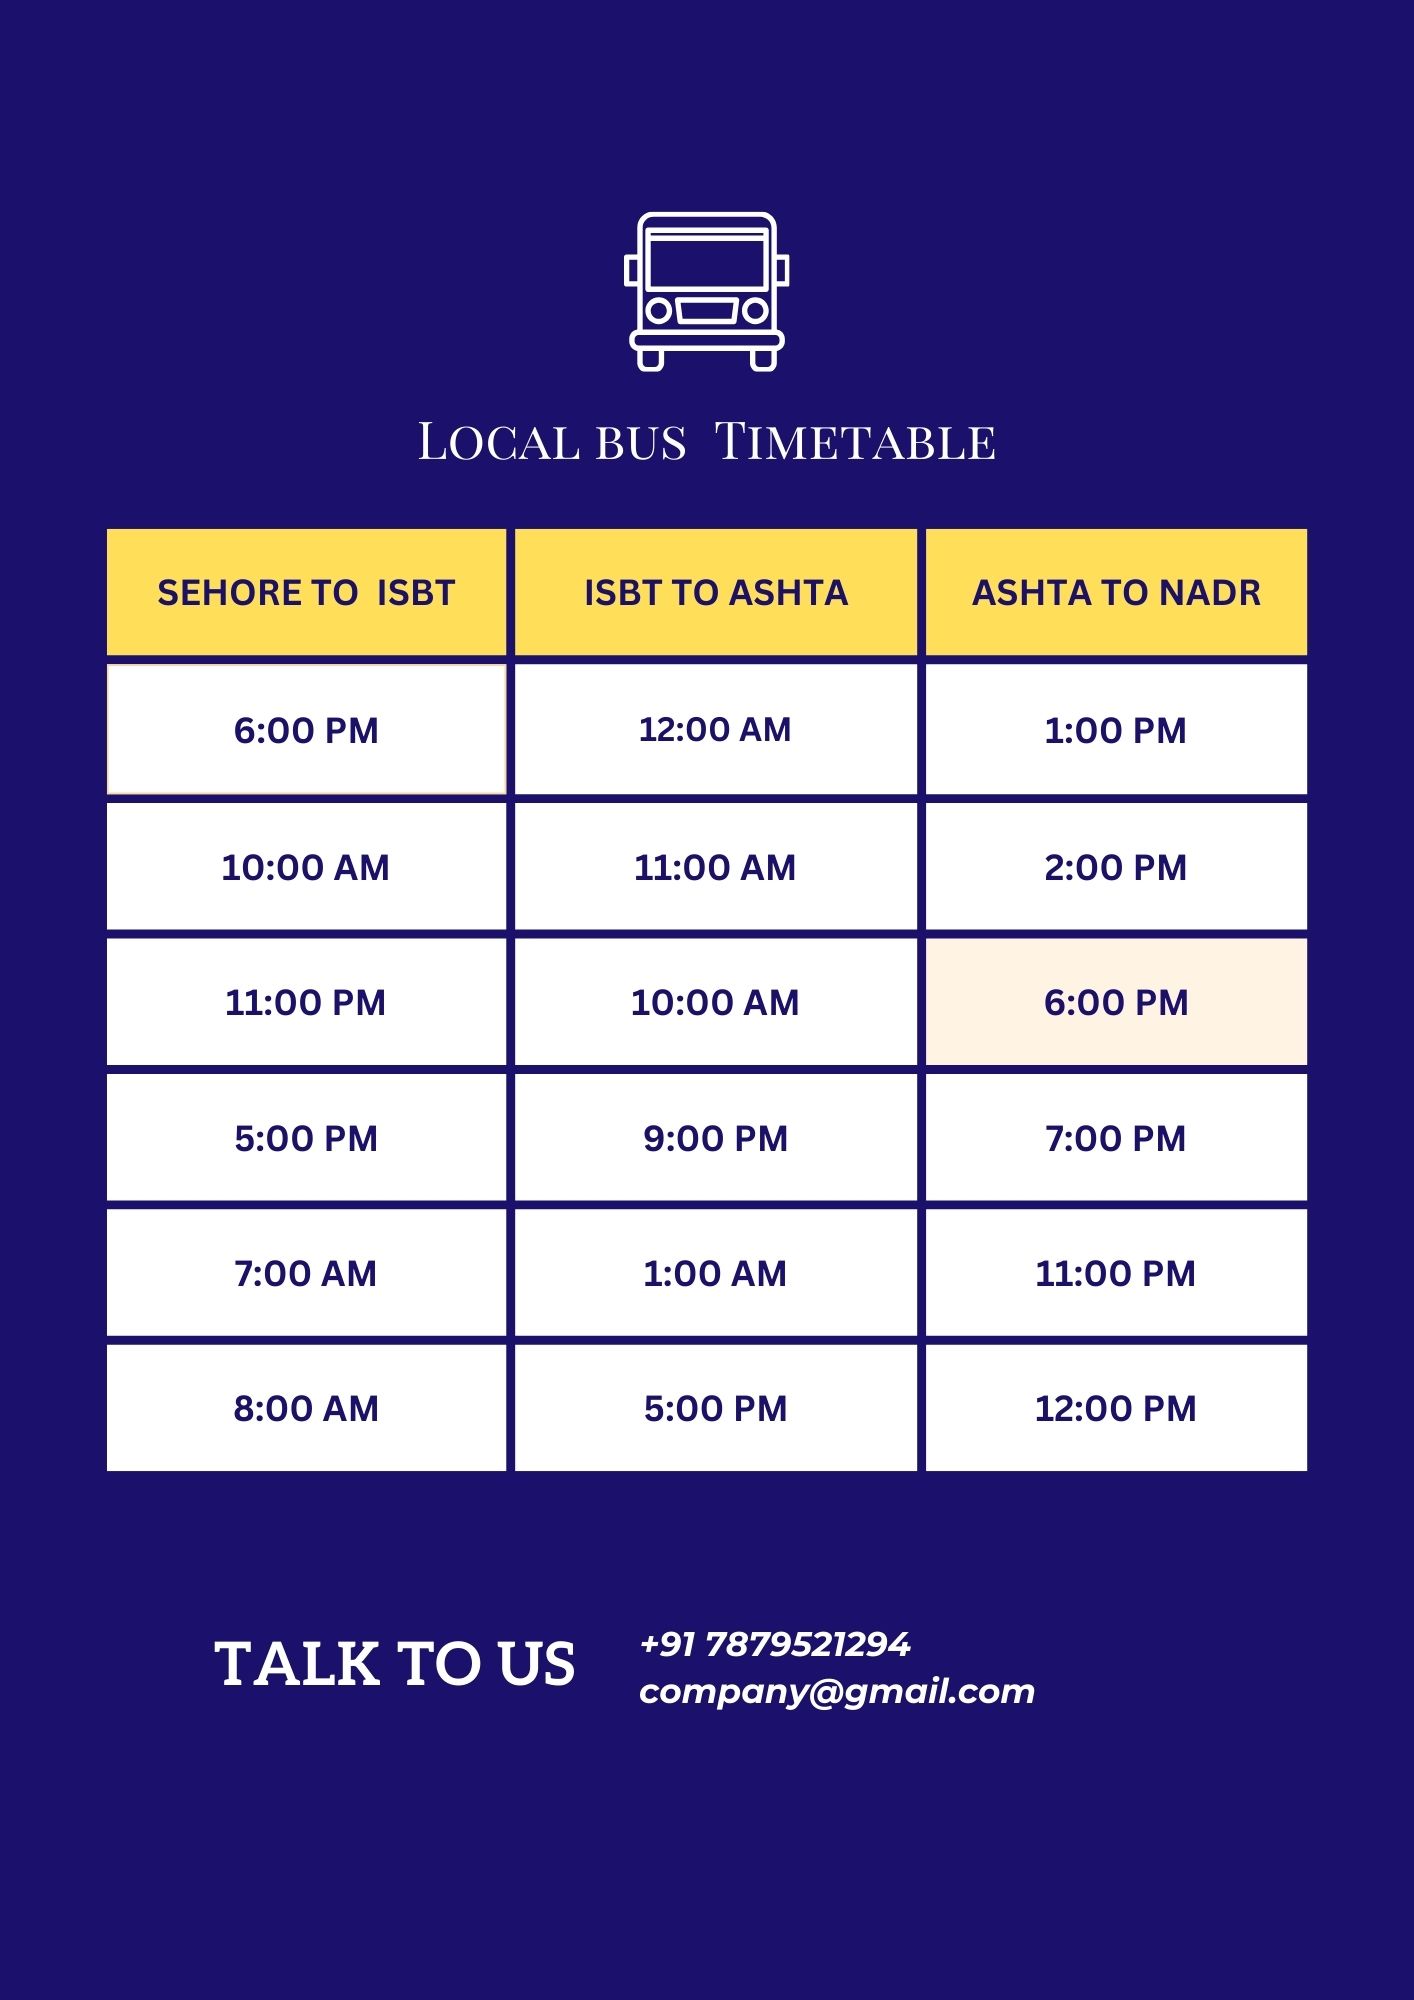 Local bus Timetable
SEHORE TO ISBT ISBT TO ASHTA ASHTA TO NADR
6:00 PM 12:00 AM 1:00 PM
10:00 AM 11:00 AM 2:00 PM
11:00 PM 10:00 AM 6:00 PM
5:00 PM 9:00 PM 7:00 PM
7:00 AM 1:00 AM 11:00 PM
8:00 AM 5:00 PM 12:00 PM
TALK TO US
+91 7879521294
company@gmail.com